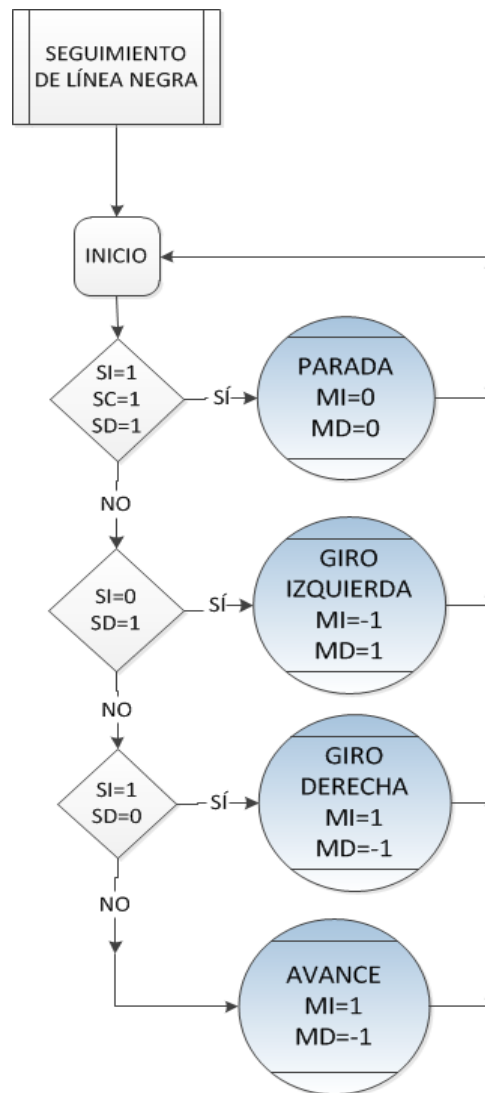 SEGUIMIENTO
DE LÍNEA NEGRA
INICIO
SI=1
SC=1
SD=1
SÍ
PARADA
MI=0
MD=0
NO
SI=0
SD=1
SÍ
GIRO
IZQUIERDA
MI=-1
MD=1
NO
SI=1
SD=0
SÍ
GIRO
DERECHA
MI=1
MD=-1
NO
AVANCE
MI=1
MD=-1